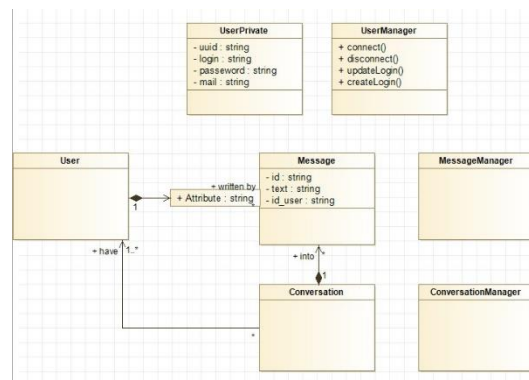 UserPrivate
- uuid : string
- login : string
- passeword : string
- mail : string
UserManager
+ connect()
+ disconnect()
+ updateLogin()
+ createLogin()
User
Message
- id : string
- text : string
- id_user : string
MessageManager
+ written by
1
+ Attribute : string
*
+ have
1..*
+ into
*
1
Conversation
ConversationManager
*